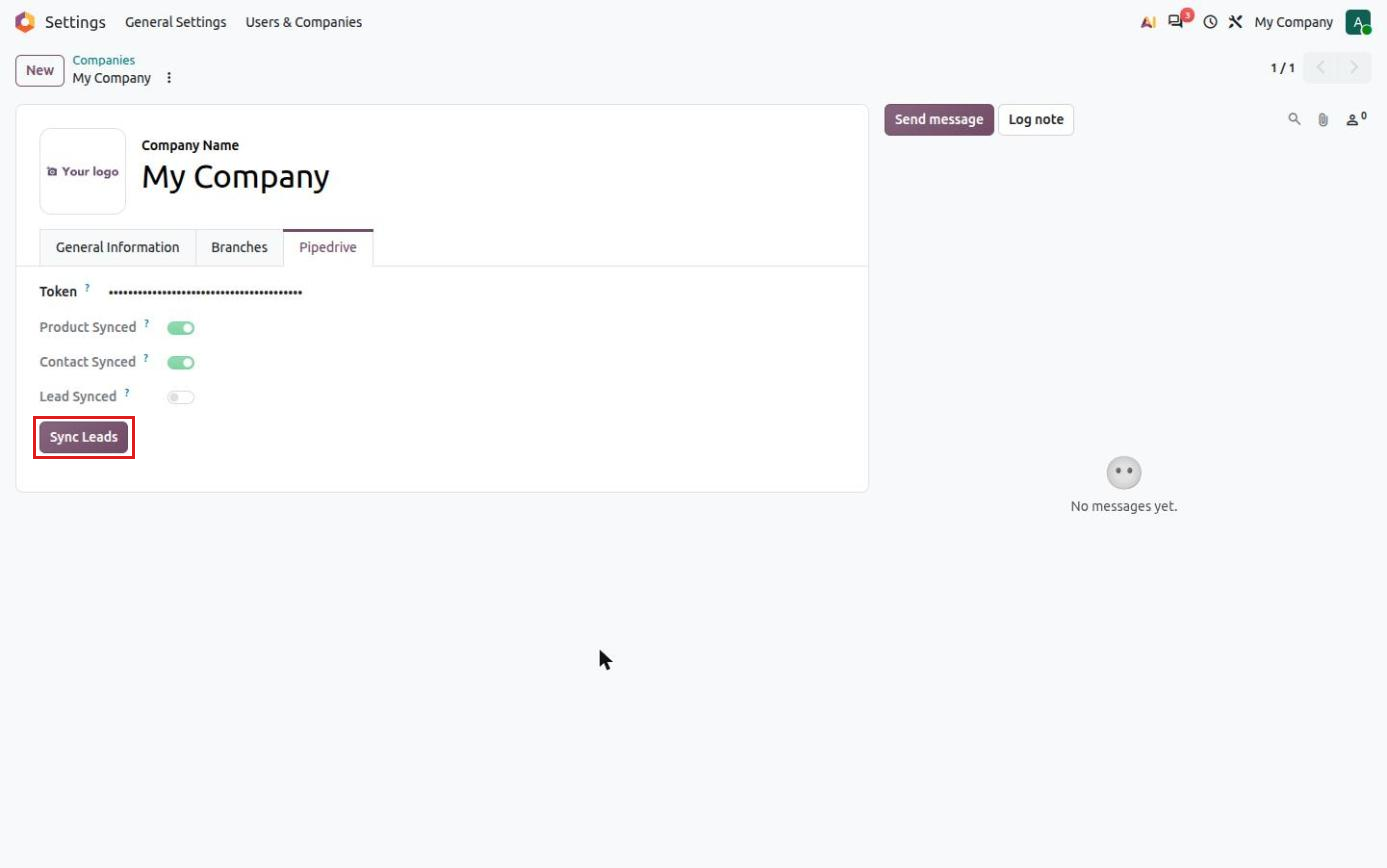 Settings General Settings Users & Companies
AI 3 My Company A
New Companies
My Company
1 / 1
Send message Log note 0
Your logo
Company Name
My Company
General Information Branches Pipedrive
Token ? ••••••••••••••••••••••••••••••••••••••••
Product Synced ?
Contact Synced ?
Lead Synced ?
Sync Leads
No messages yet.